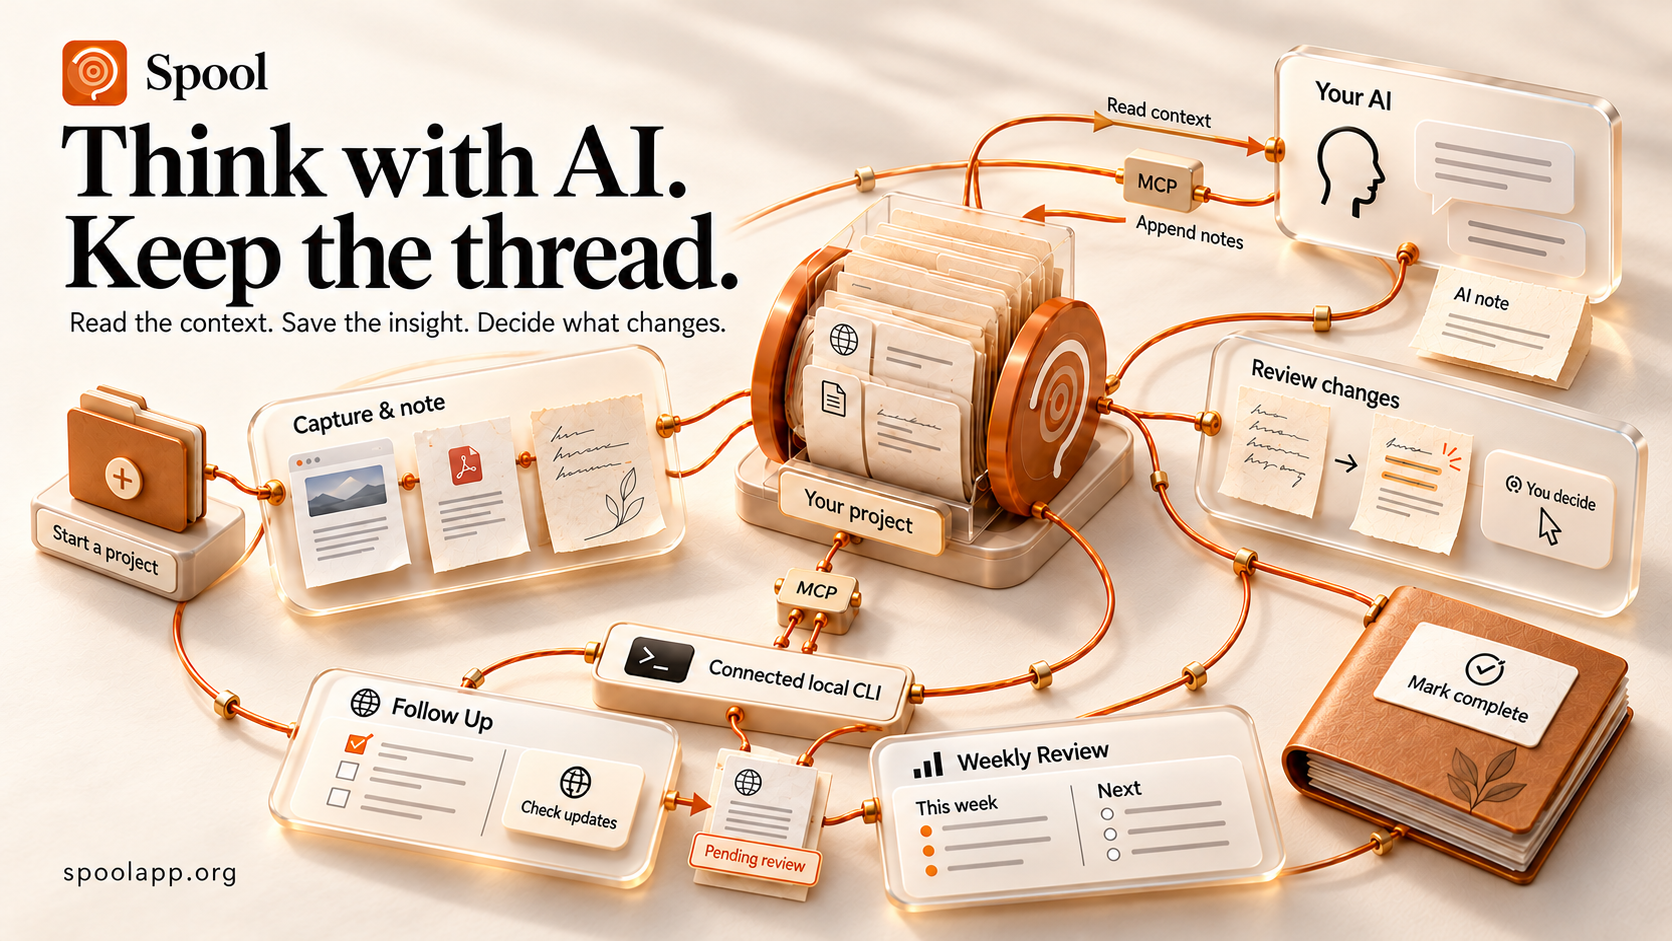 Spool
Think with AI.
Keep the thread.
Read the context. Save the insight. Decide what changes.
Start a project
Capture & note
Your project
Read context
MCP
Append notes
Your AI
AI note
Review changes
You decide
MCP
>_ Connected local CLI
Follow Up
Check updates
Pending review
Weekly Review
This week
Next
Mark complete
spoolapp.org